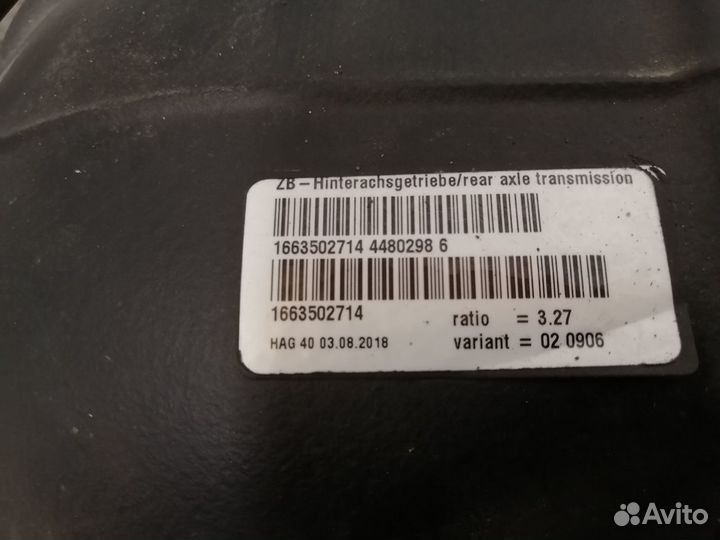 ZB – Hinterachsgetriebe/rear axle transmission
1663502714 4480298 6
1663502714
ratio = 3.27
HAG 40 03.08.2018
variant = 02 0906
Avito